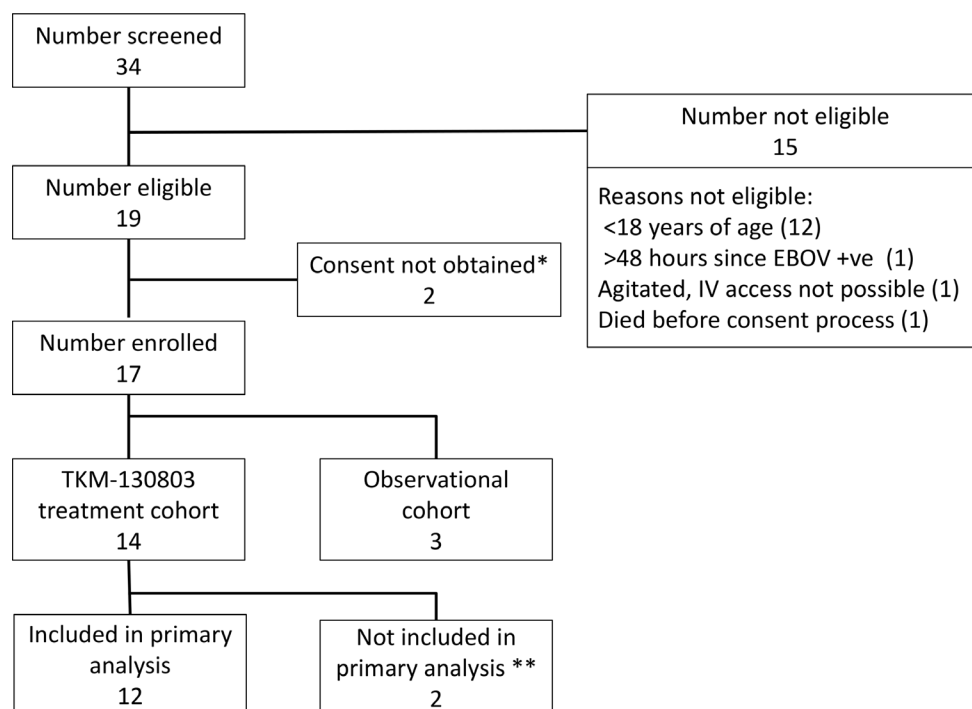 Number screened
34
Number not eligible
15
Reasons not eligible:
<18 years of age (12)
>48 hours since EBOV +ve (1)
Agitated, IV access not possible (1)
Died before consent process (1)
Number eligible
19
Consent not obtained*
2
Number enrolled
17
TKM-130803
treatment cohort
14
Observational
cohort
3
Included in primary
analysis
12
Not included in
primary analysis **
2